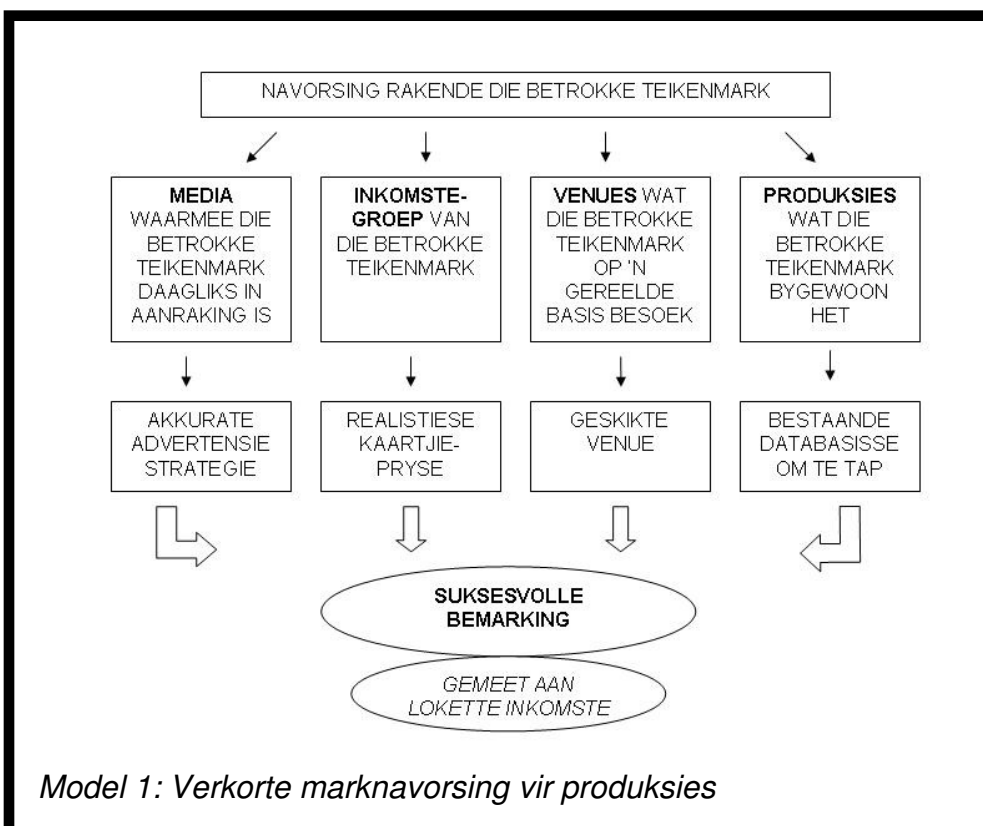 NAVORSING RAKENDE DIE BETROKKE TEIKENMARK
MEDIA
WAARMEE DIE
BETROKKE
TEIKENMARK
DAAGLIKS IN
AANRAKING IS
INKOMSTE-
GROEP VAN
DIE BETROKKE
TEIKENMARK
VENUES WAT
DIE BETROKKE
TEIKENMARK
OP 'N
GEREELDE
BASIS BESOEK
PRODUKSIES
WAT DIE
BETROKKE
TEIKENMARK
BYGEWOON
HET
AKKURATE
ADVERTENSIE
STRATEGIE
REALISTIESE
KAARTJIE-
PRYSE
GESKIKTE
VENUE
BESTAANDE
DATABASISSE
OM TE TAP
SUKSESVOLLE
BEMARKING
GEMEET AAN
LOKETTE INKOMSTE
Model 1: Verkorte marknavorsing vir produksies